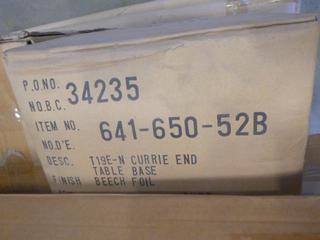 P.O.NO. 34235
N.O.B.C.
ITEM NO. 641-650-52B
NO.D'E.
DESC. T19E-N CURRIE END
TABLE BASE
FINISH BEECH FOIL